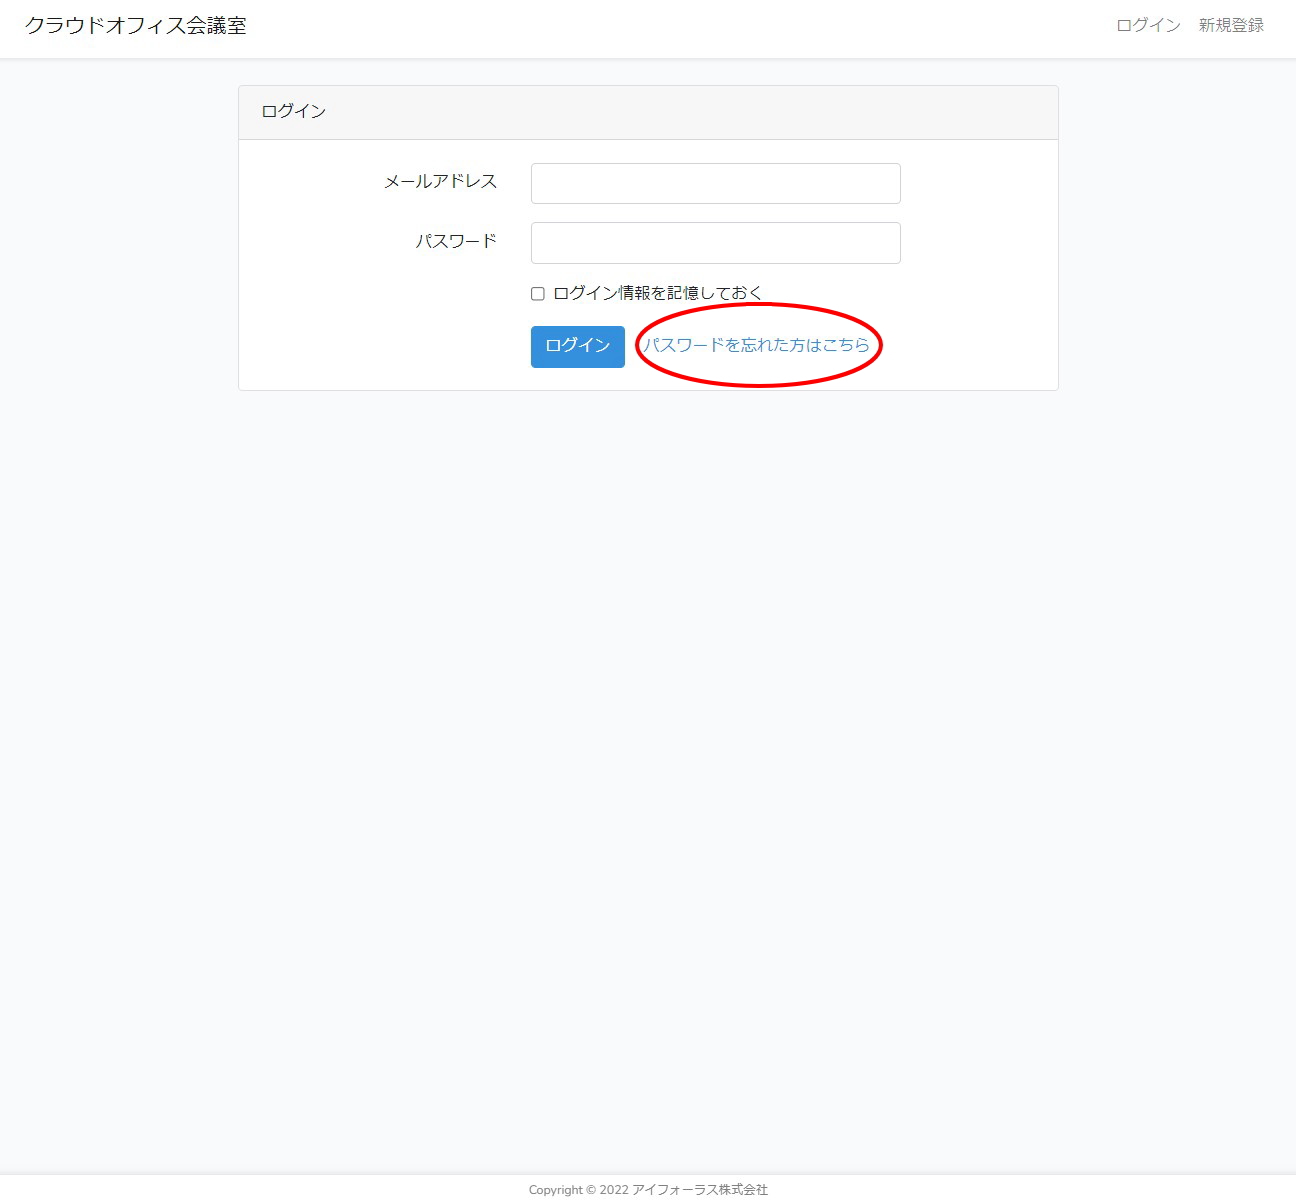 クラウドオフィス会議室
ログイン 新規登録
ログイン
メールアドレス
パスワード
ログイン情報を記憶しておく
ログイン パスワードを忘れた方はこちら
Copyright © 2022 アイフォーラス株式会社